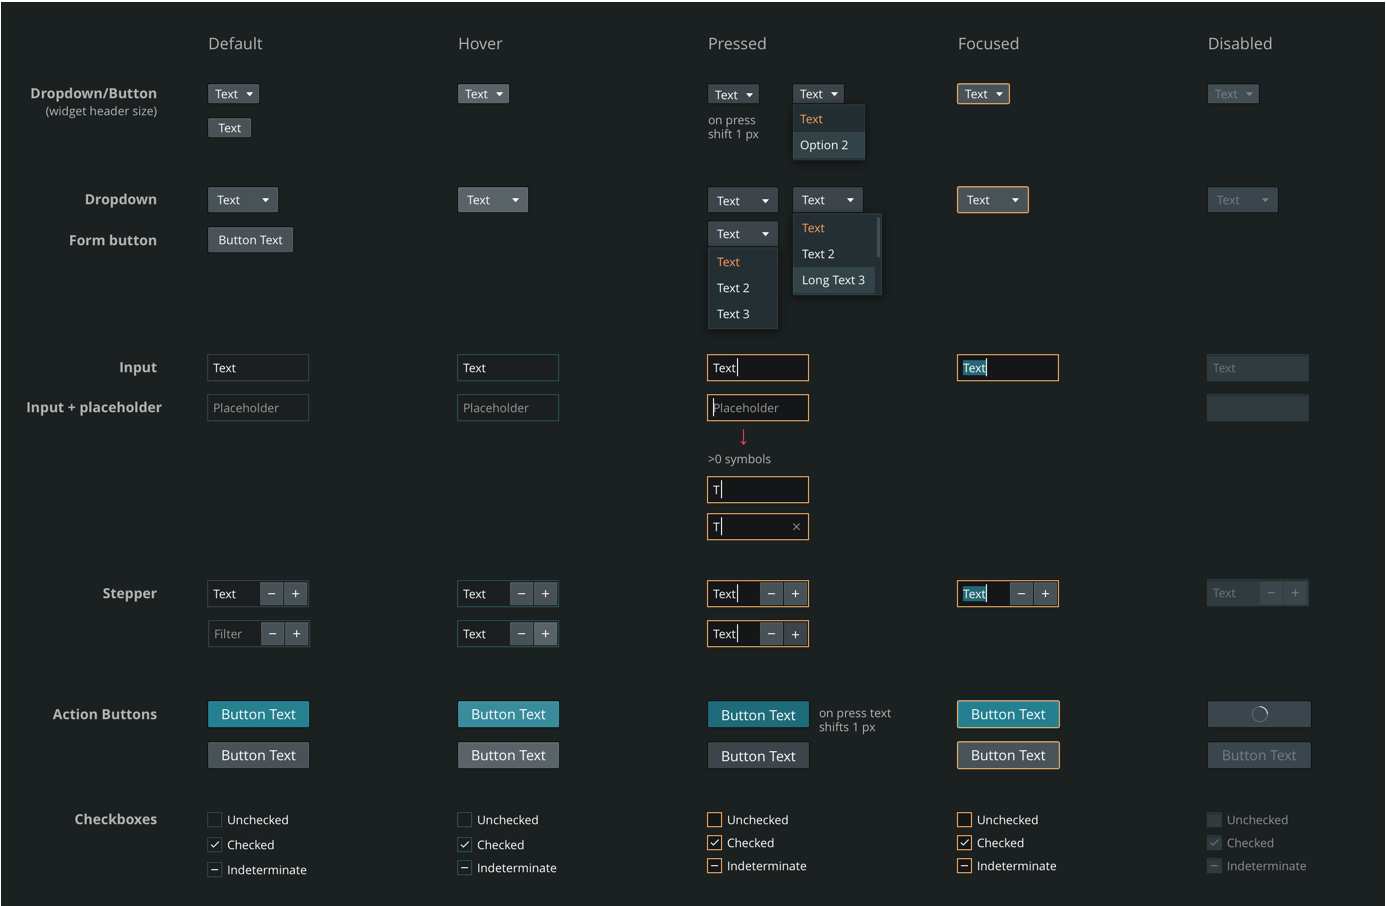 Default Hover Pressed Focused Disabled
Dropdown/Button Text Text Text Text Text Text
(widget header size)
Text on press Text
shift 1 px Option 2
Dropdown Text Text Text Text Text Text
Form button Button Text Text Text
Text Text 2
Text 2 Long Text 3
Text 3
Input Text Text Text Text Text
Input + placeholder Placeholder Placeholder Placeholder
>0 symbols
T
T
Stepper Text Text Text Text Text
Filter Text Text
Action Buttons Button Text Button Text Button Text on press text Button Text
shifts 1 px
Button Text Button Text Button Text Button Text Button Text
Checkboxes Unchecked Unchecked Unchecked Unchecked Unchecked
Checked Checked Checked Checked Checked
Indeterminate Indeterminate Indeterminate Indeterminate Indeterminate